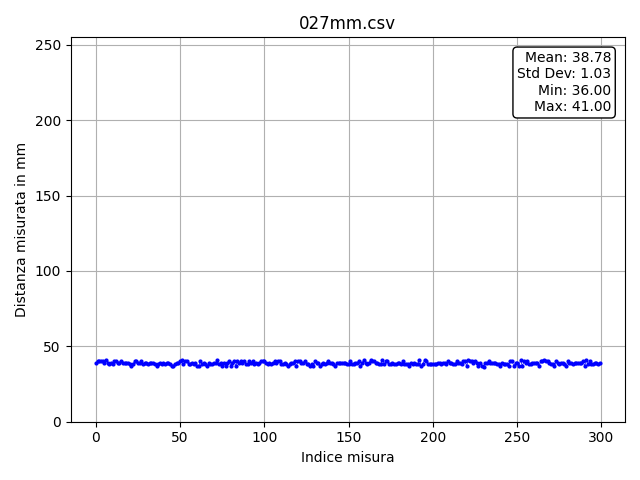 027mm.csv
Mean: 38.78
Std Dev: 1.03
Min: 36.00
Max: 41.00
Distanza misurata in mm
250
200
150
100
50
0
0 50 100 150 200 250 300
Indice misura